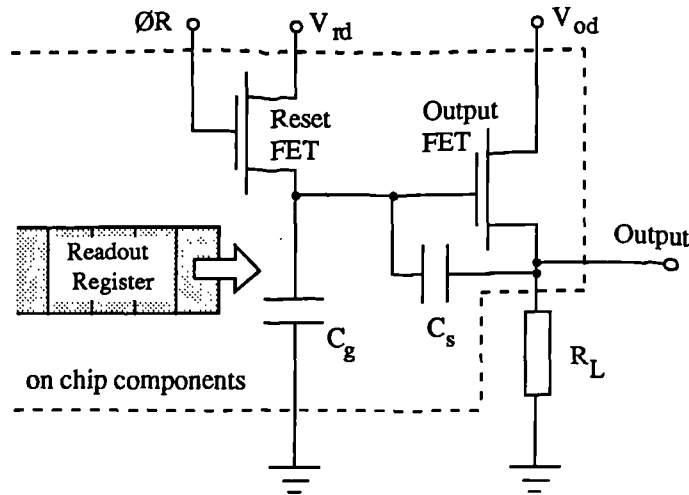 ØR
V_rd
V_od
Reset
FET
Output
FET
Readout
Register
Output
C_g
C_s
R_L
on chip components